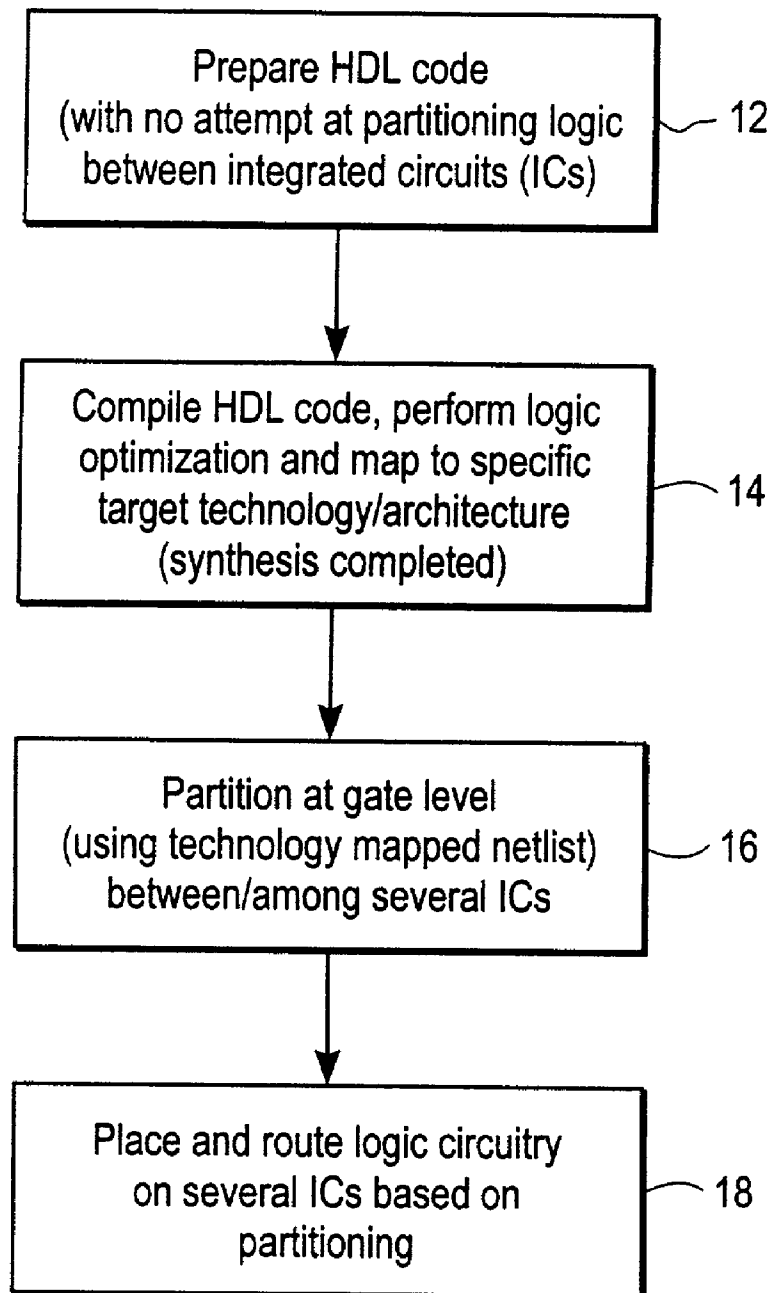 Prepare HDL code
(with no attempt at partitioning logic
between integrated circuits (ICs)
12
Compile HDL code, perform logic
optimization and map to specific
target technology/architecture
(synthesis completed)
14
Partition at gate level
(using technology mapped netlist)
between/among several ICs
16
Place and route logic circuitry
on several ICs based on
partitioning
18